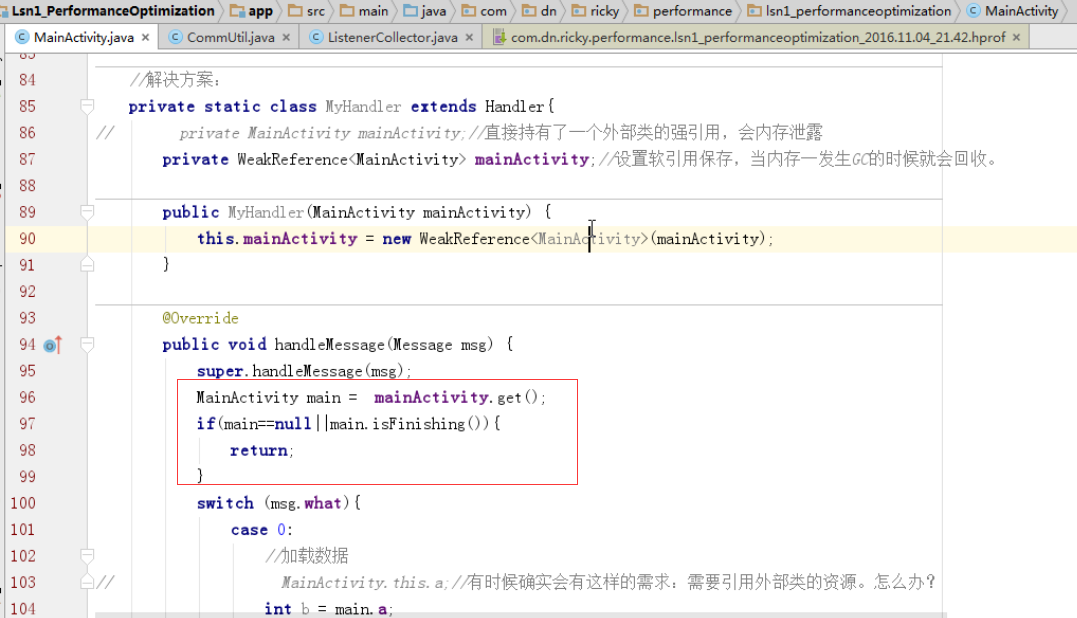 Lsn1_PerformanceOptimization app src main java com dn ricky performance lsn1_performanceoptimization MainActivity
MainActivity.java × CommUtil.java × ListenerCollector.java × com.dn.ricky.performance.lsn1_performanceoptimization_2016.11.04_21.42.hprof ×
83
84 //解决方案:
85 private static class MyHandler extends Handler{
86 // private MainActivity mainActivity;//直接持有了一个外部类的强引用，会内存泄露
87 private WeakReference<MainActivity> mainActivity;//设置软引用保存，当内存一发生GC的时候就会回收。
88
89 public MyHandler(MainActivity mainActivity) {
90 this.mainActivity = new WeakReference<MainActivity>(mainActivity);
91 }
92
93 @Override
94 public void handleMessage(Message msg) {
95 super.handleMessage(msg);
96 MainActivity main = mainActivity.get();
97 if(main==null||main.isFinishing()){
98 return;
99 }
100 switch (msg.what){
101 case 0:
102 //加载数据
103 // MainActivity.this.a;//有时候确实会有这样的需求：需要引用外部类的资源。怎么办？
104 int b = main.a;